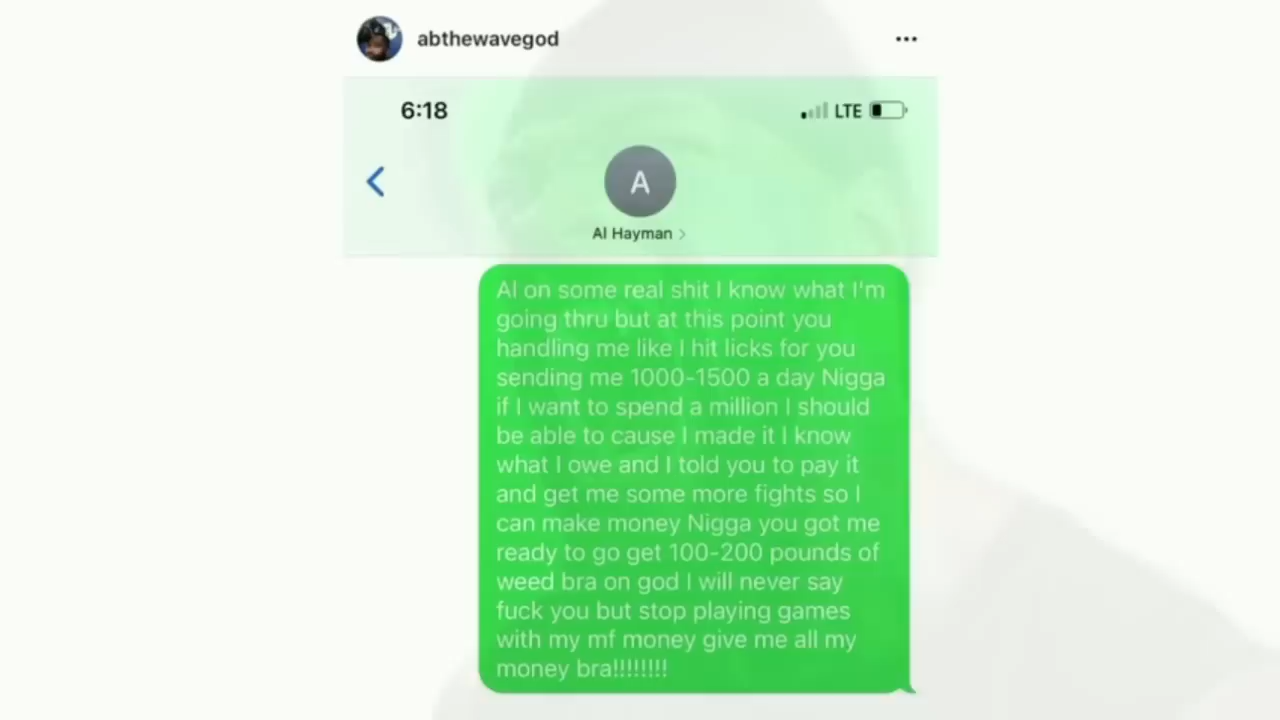 abthewavegod
6:18
LTE
A
Al Hayman
Al on some real shit I know what I'm
going thru but at this point you
handling me like I hit licks for you
sending me 1000-1500 a day Nigga
if I want to spend a million I should
be able to cause I made it I know
what I owe and I told you to pay it
and get me some more fights so I
can make money Nigga you got me
ready to go get 100-200 pounds of
weed bra on god I will never say
fuck you but stop playing games
with my mf money give me all my
money bra!!!!!!!!